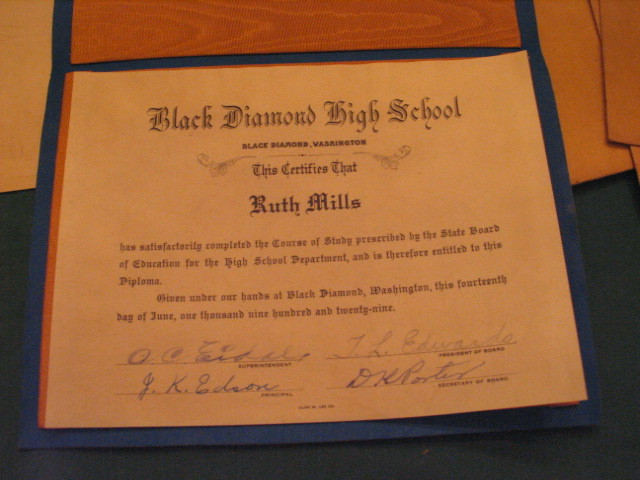 Black Diamond High School
BLACK DIAMOND, WASHINGTON
This Certifies That
Ruth Mills
has satisfactorily completed the Course of Study prescribed by the State Board
of Education for the High School Department, and is therefore entitled to this
Diploma.
Given under our hands at Black Diamond, Washington, this fourteenth
day of June, one thousand nine hundred and twenty-nine.
T. L. Edwards
SUPERINTENDENT PRESIDENT OF BOARD
J. K. Edson D H Porter
PRINCIPAL SECRETARY OF BOARD